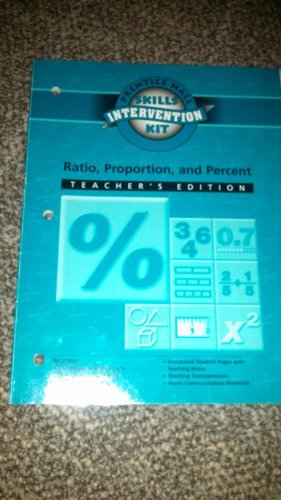 PRENTICE HALL
SKILLS
INTERVENTION
KIT
Ratio, Proportion, and Percent
TEACHER'S EDITION
%
3 6
4
0.7
2/5 + 1/5
x²
• Annotated Student Pages with
Teaching Notes
• Teaching Transparencies
• Home Communication Materials